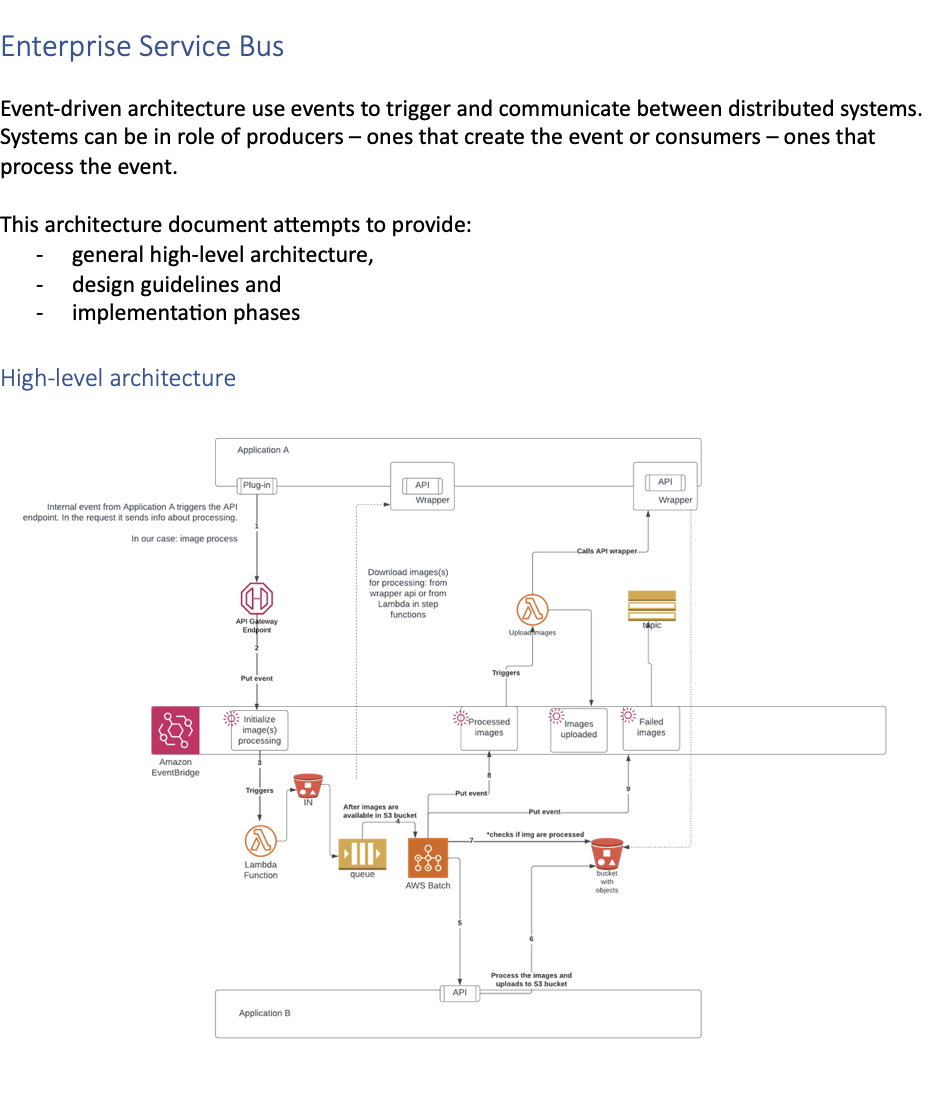 Enterprise Service Bus
Event-driven architecture use events to trigger and communicate between distributed systems.
Systems can be in role of producers – ones that create the event or consumers – ones that
process the event.
This architecture document attempts to provide:
- general high-level architecture,
- design guidelines and
- implementation phases
High-level architecture
Application A
Plug-in
API
Wrapper
API
Wrapper
Internal event from Application A triggers the API
endpoint. In the request it sends info about processing.
In our case: image process
1
Calls API wrapper
Download images(s)
for processing: from
wrapper api or from
Lambda in step
functions
API Gateway
Endpoint
Upload images
topic
2
Put event
Triggers
Initialize
image(s)
processing
Processed
images
Images
uploaded
Failed
images
Amazon
EventBridge
3
Triggers
IN
8
Put event
9
Put event
After images are
available in S3 bucket
4
7
*checks if img are processed
Lambda
Function
queue
AWS Batch
bucket
with
objects
5
6
Process the images and
uploads to S3 bucket
API
Application B